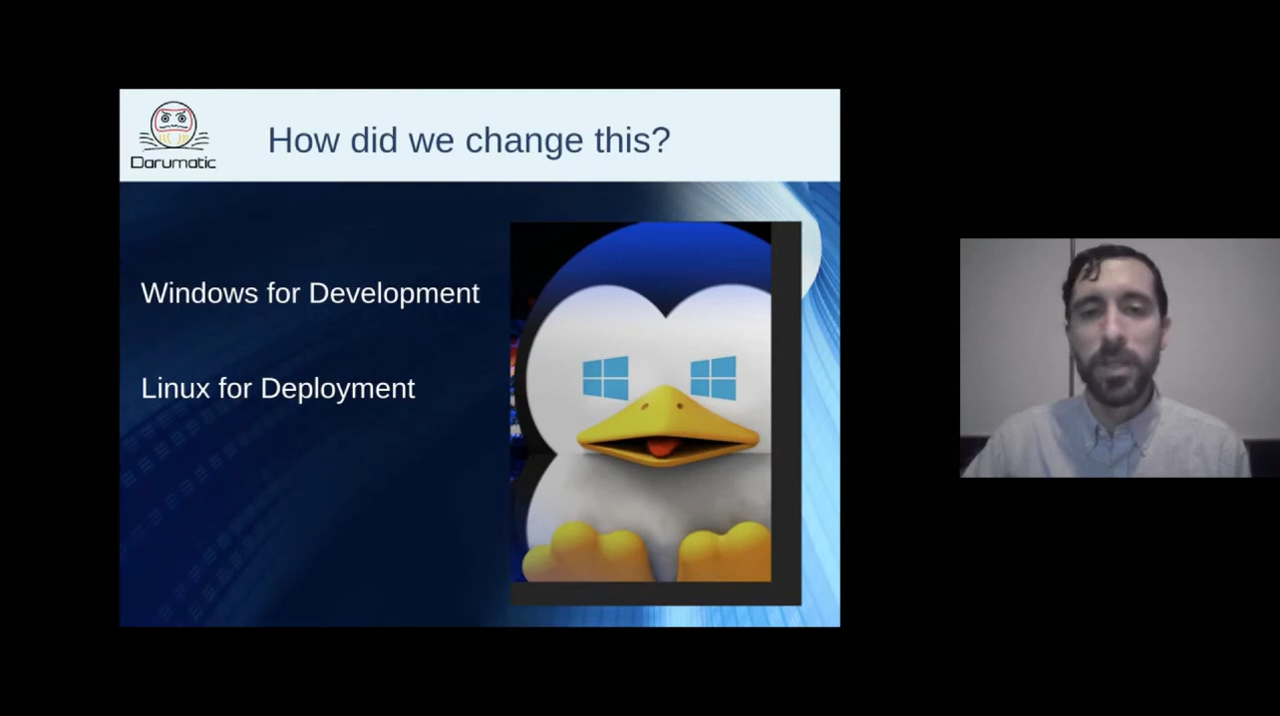 Darumatic
How did we change this?
Windows for Development
Linux for Deployment